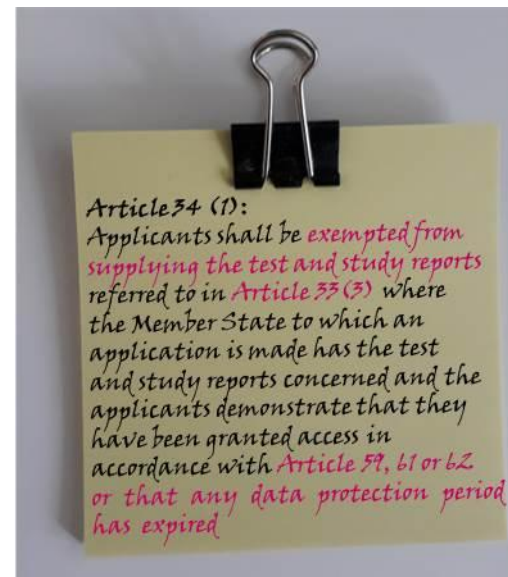 Article 34 (1):
Applicants shall be exempted from
supplying the test and study reports
referred to in Article 33 (3) where
the Member State to which an
application is made has the test
and study reports concerned and the
applicants demonstrate that they
have been granted access in
accordance with Article 59, 61 or 62
or that any data protection period
has expired